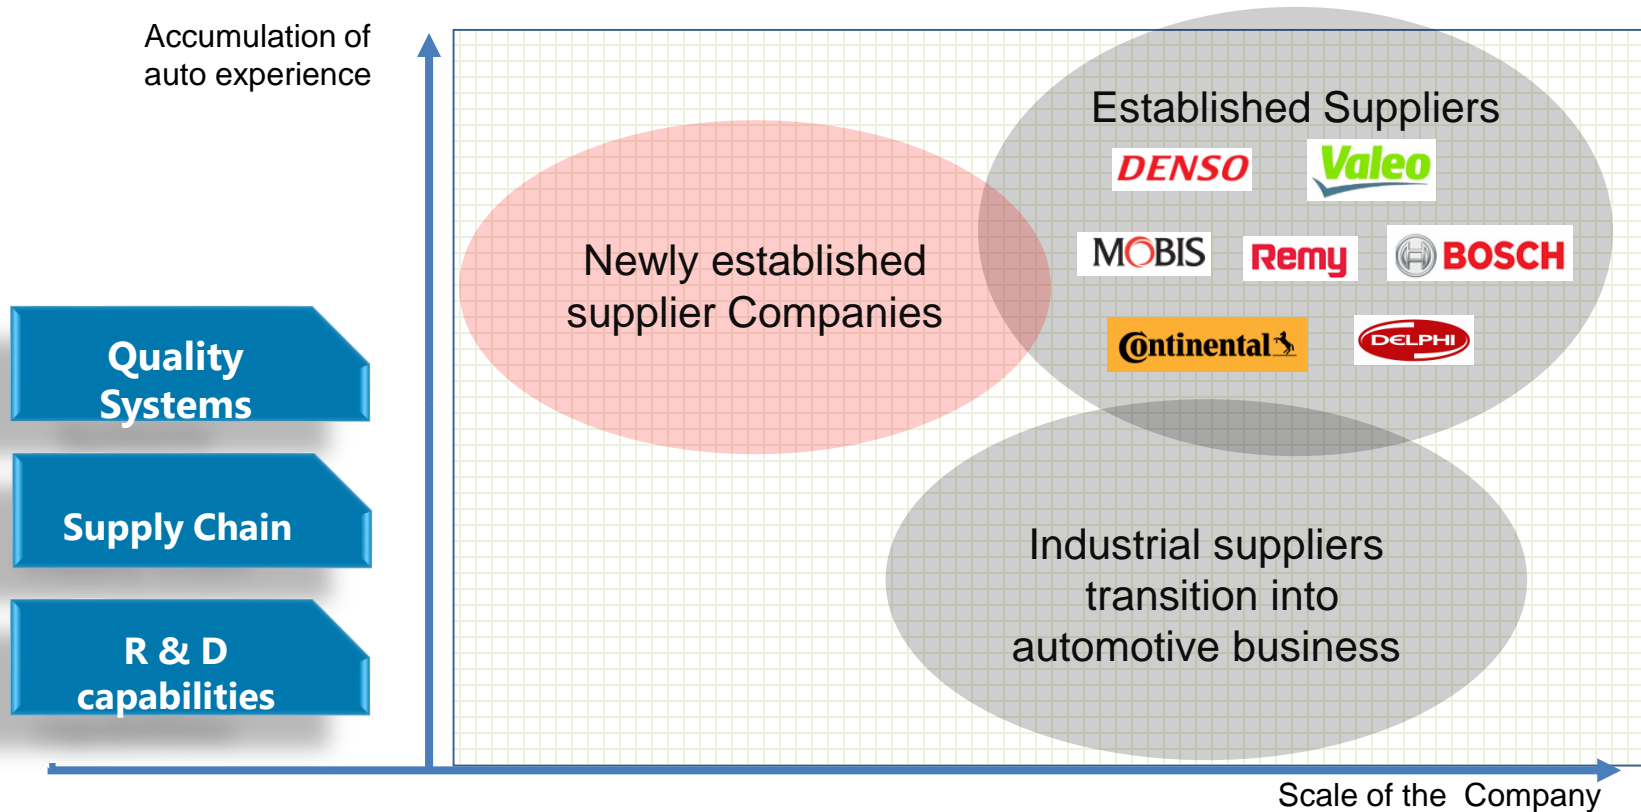 Accumulation of
auto experience
Established Suppliers
DENSO
Valeo
MOBIS
Remy
BOSCH
Continental
DELPHI
Newly established
supplier Companies
Quality
Systems
Supply Chain
R & D
capabilities
Industrial suppliers
transition into
automotive business
Scale of the Company